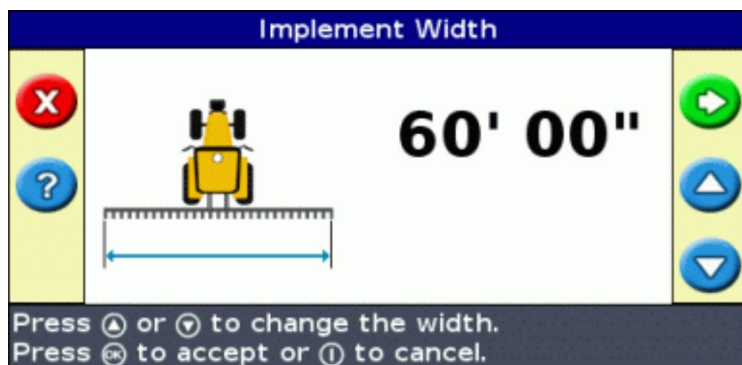 Implement Width
X
60' 00"
?
Press or to change the width.
Press OK to accept or to cancel.